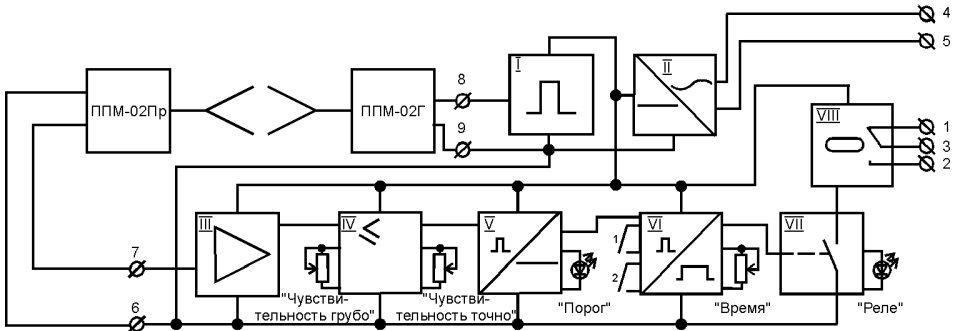 4
5
I
II
8
ППМ-02Пр
ППМ-02Г
9
VIII
1
3
2
III
IV
V
VI
VII
1
2
7
6
"Чувстви-
тельность грубо"
"Чувстви-
тельность точно"
"Порог"
"Время"
"Реле"